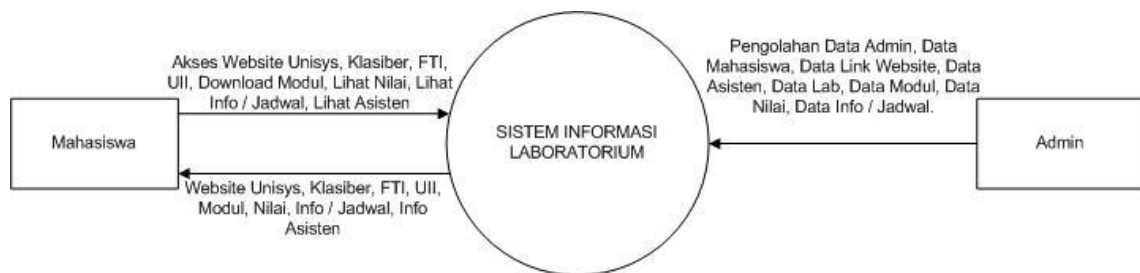 Akses Website Unisys, Klasiber, FTI,
UII, Download Modul, Lihat Nilai, Lihat
Info / Jadwal, Lihat Asisten
Mahasiswa
Website Unisys, Klasiber, FTI, UII,
Modul, Nilai, Info / Jadwal, Info
Asisten
SISTEM INFORMASI
LABORATORIUM
Pengolahan Data Admin, Data
Mahasiswa, Data Link Website, Data
Asisten, Data Lab, Data Modul, Data
Nilai, Data Info / Jadwal.
Admin